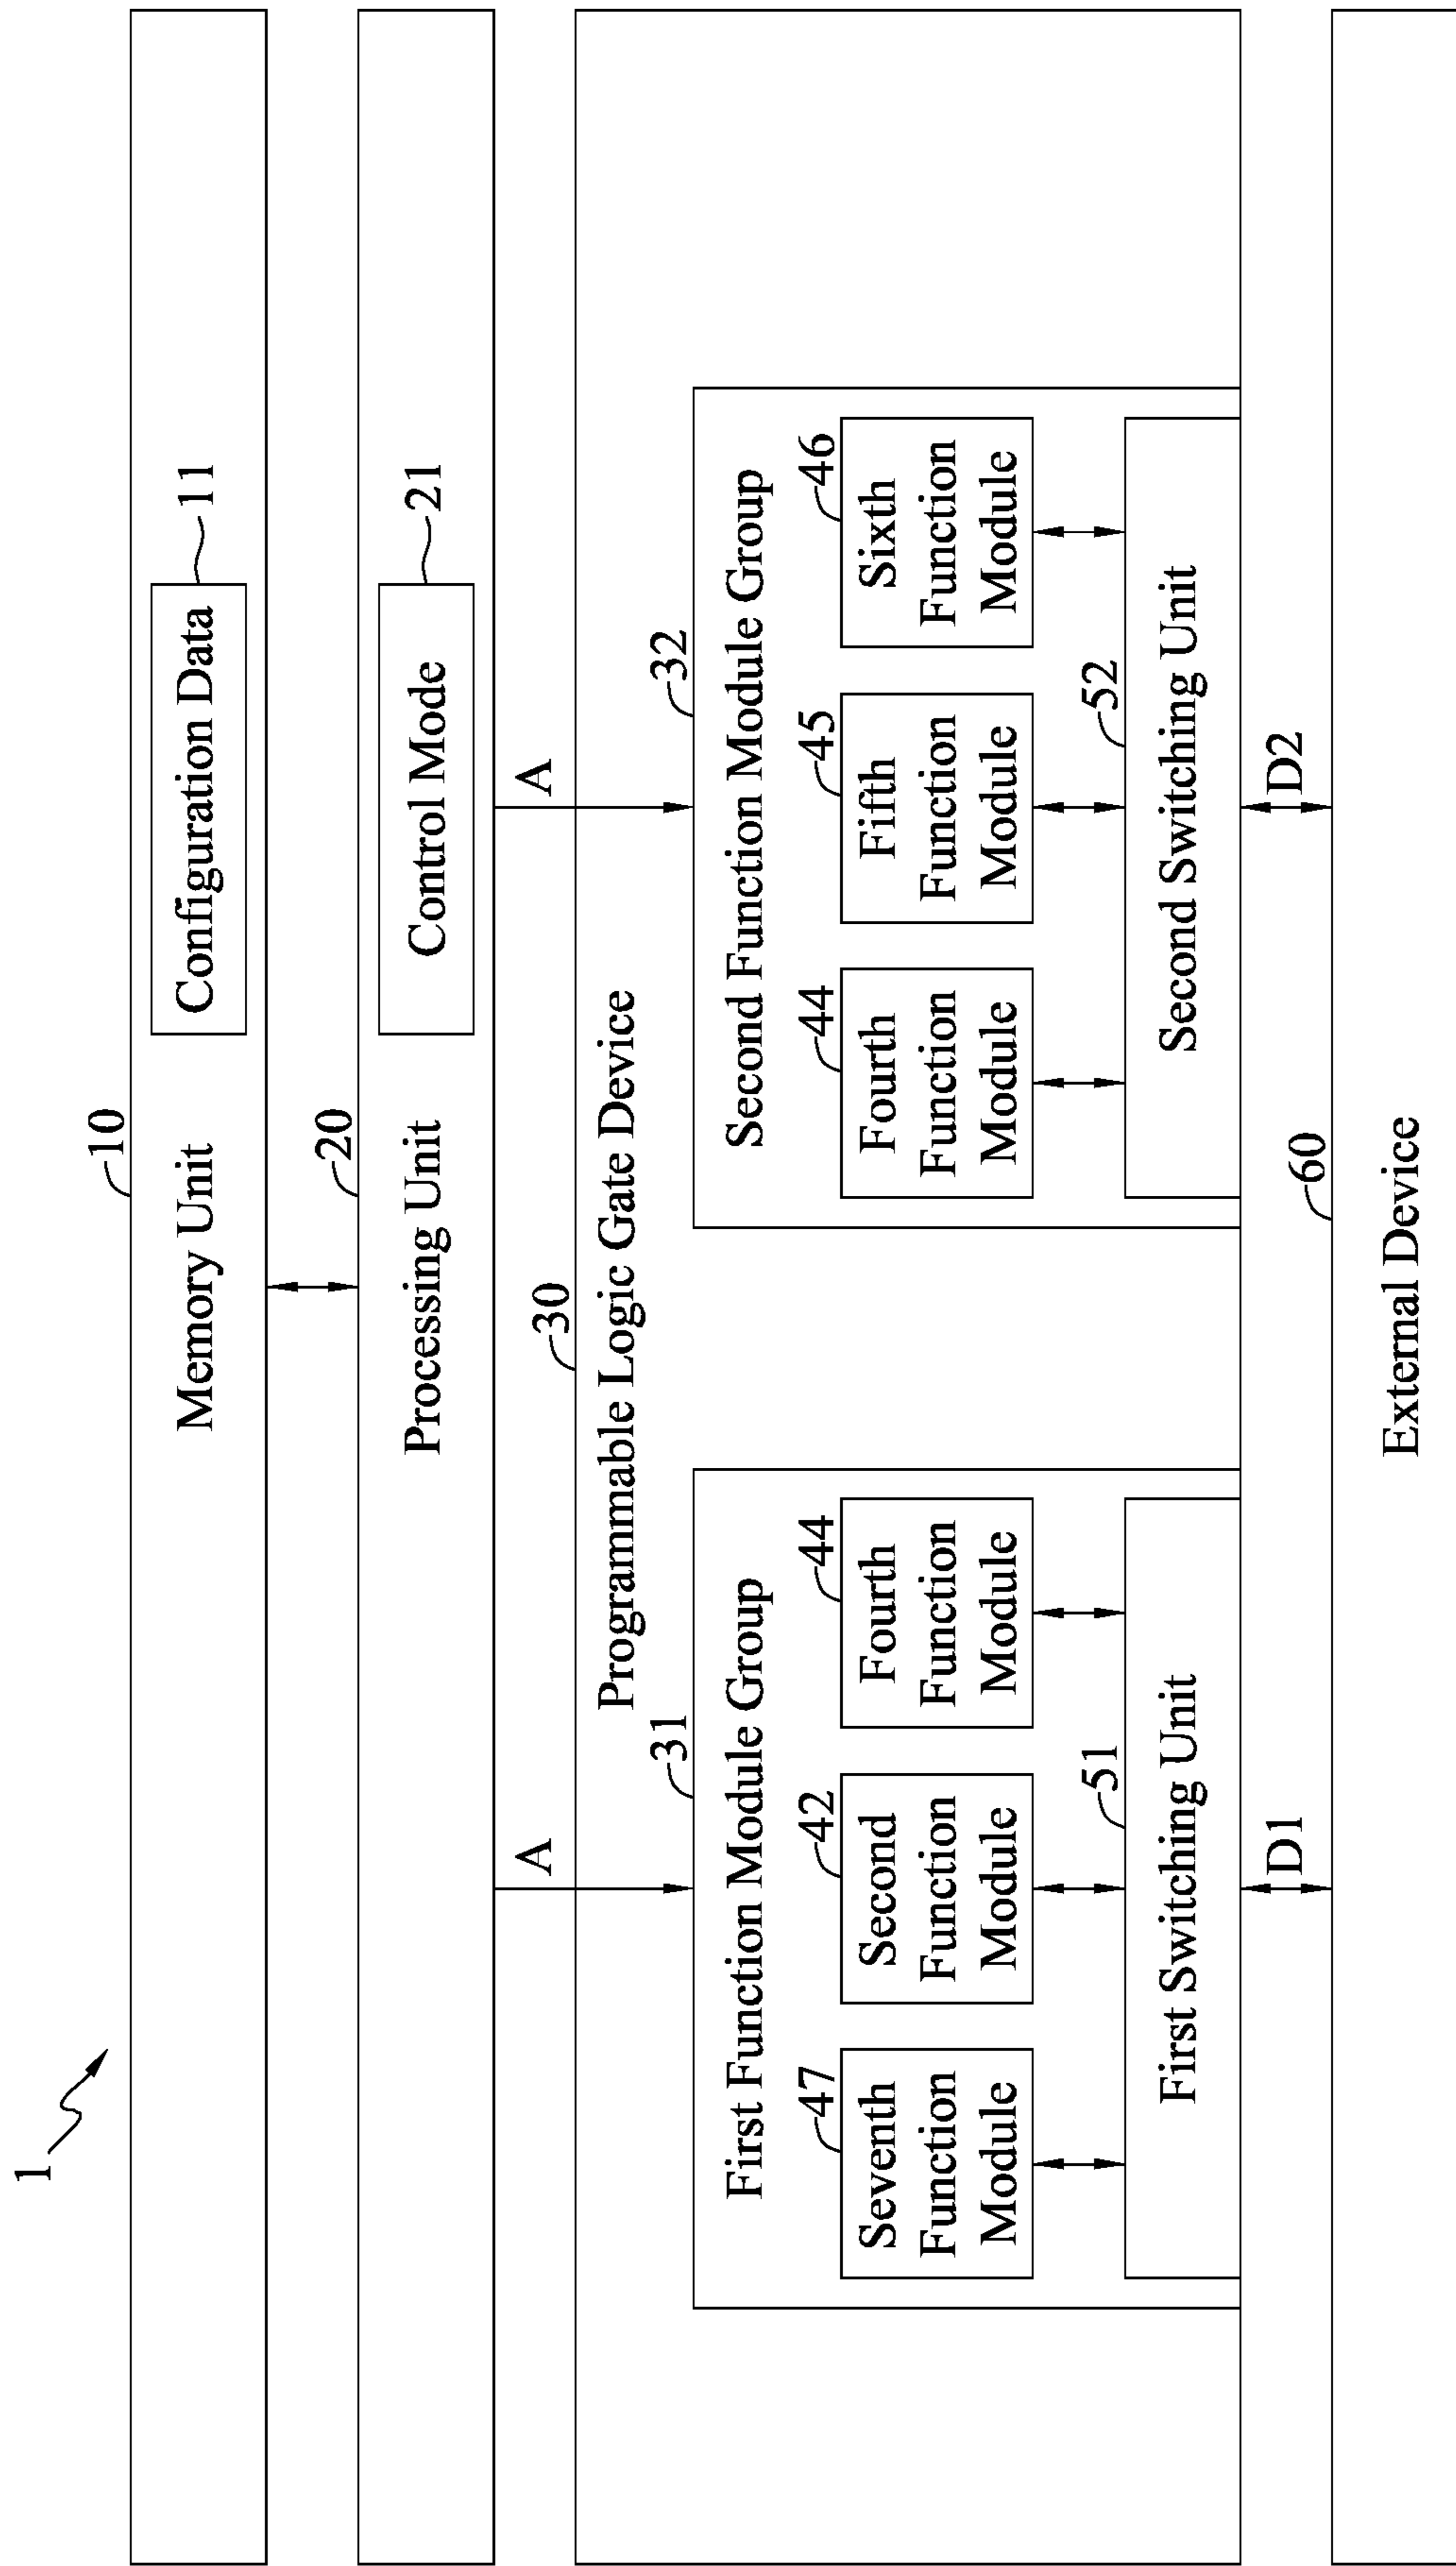 1
10
Memory Unit
Configuration Data
11
20
Processing Unit
Control Mode
21
A
A
30
Programmable Logic Gate Device
31
First Function Module Group
47
Seventh
Function
Module
42
Second
Function
Module
44
Fourth
Function
Module
51
First Switching Unit
32
Second Function Module Group
44
Fourth
Function
Module
45
Fifth
Function
Module
46
Sixth
Function
Module
52
Second Switching Unit
D1
D2
60
External Device